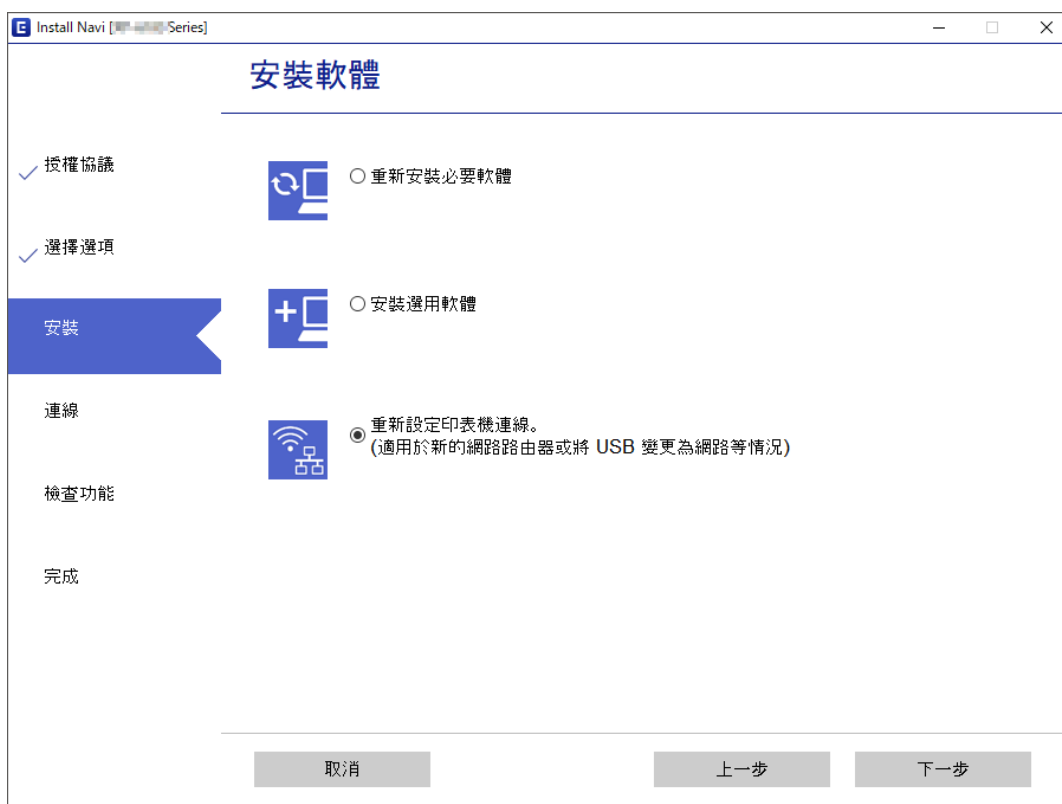 Install Navi [ Series]
安裝軟體
授權協議
選擇選項
安裝
連線
檢查功能
完成
重新安裝必要軟體
安裝選用軟體
重新設定印表機連線。
(適用於新的網路路由器或將 USB 變更為網路等情況)
取消
上一步
下一步